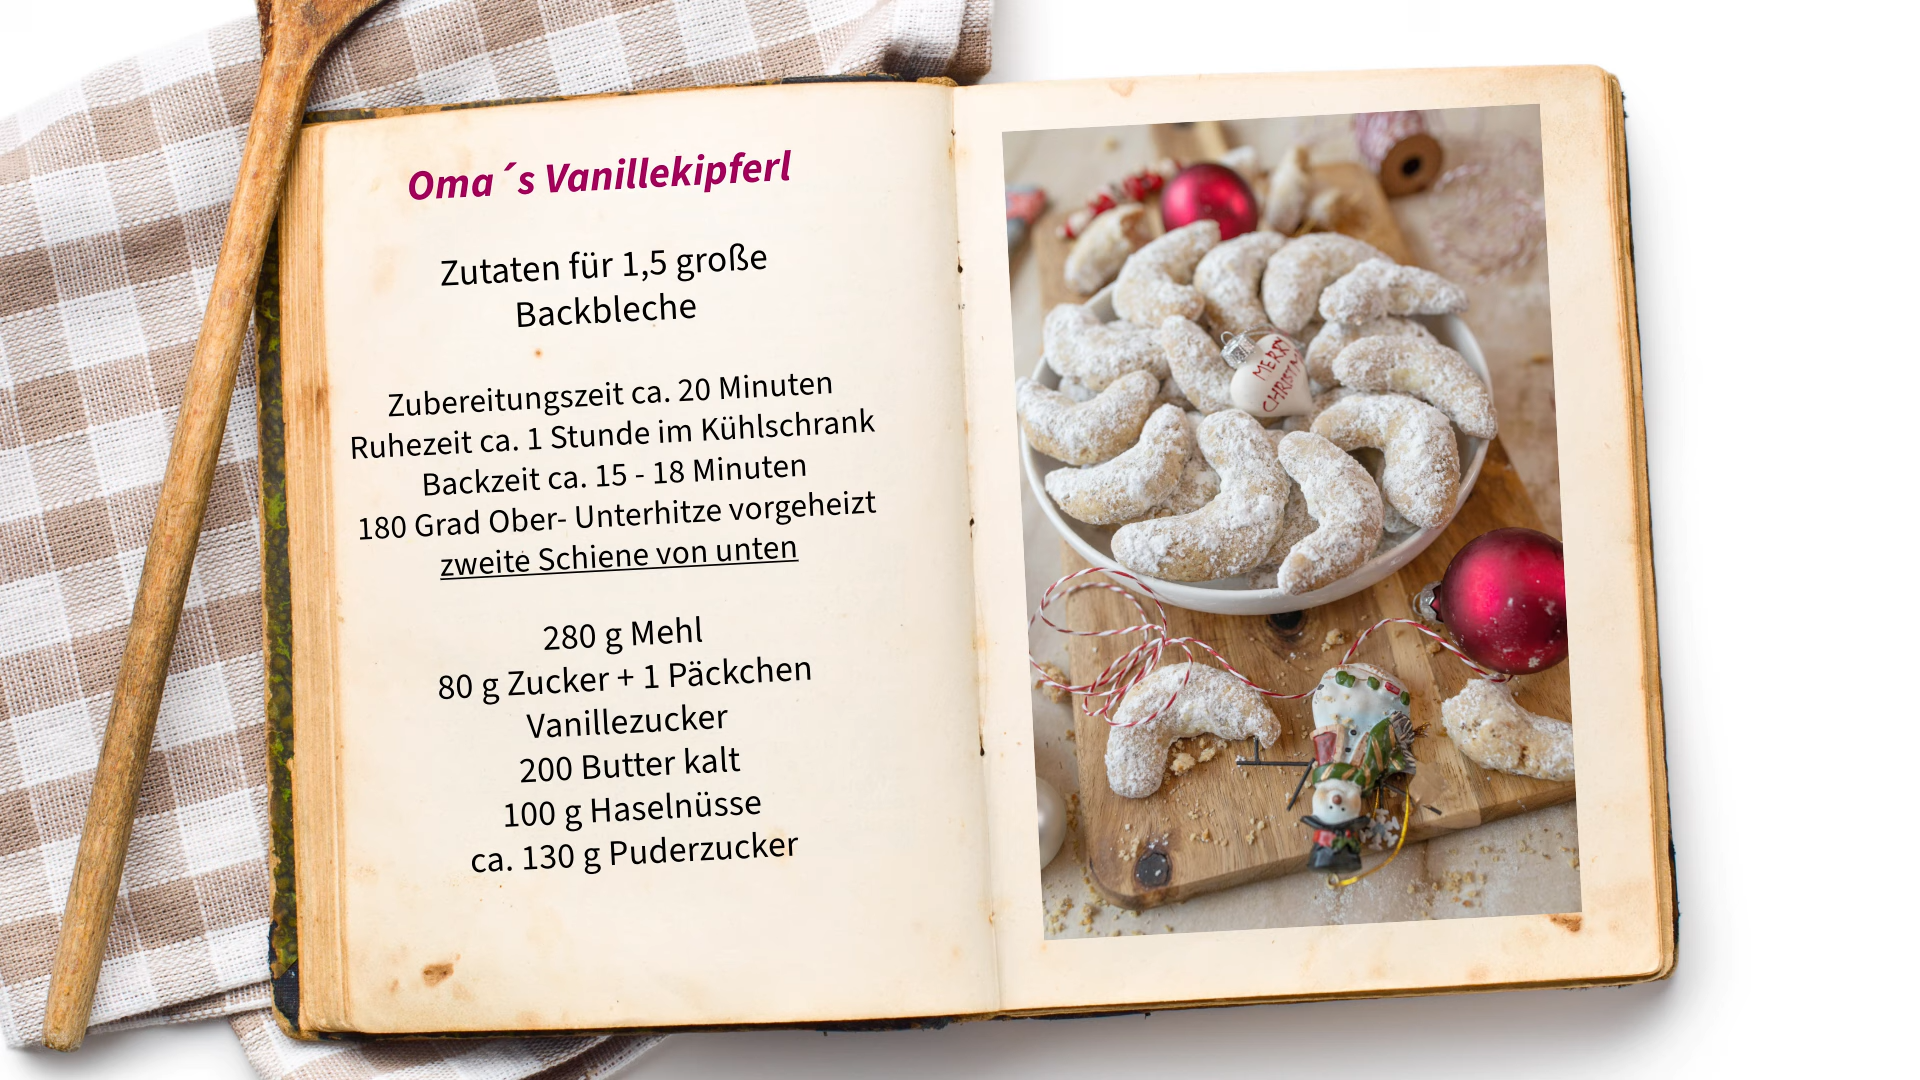 Oma´s Vanillekipferl
Zutaten für 1,5 große
Backbleche
Zubereitungszeit ca. 20 Minuten
Ruhezeit ca. 1 Stunde im Kühlschrank
Backzeit ca. 15 - 18 Minuten
180 Grad Ober- Unterhitze vorgeheizt
zweite Schiene von unten
280 g Mehl
80 g Zucker + 1 Päckchen
Vanillezucker
200 Butter kalt
100 g Haselnüsse
ca. 130 g Puderzucker
MERRY